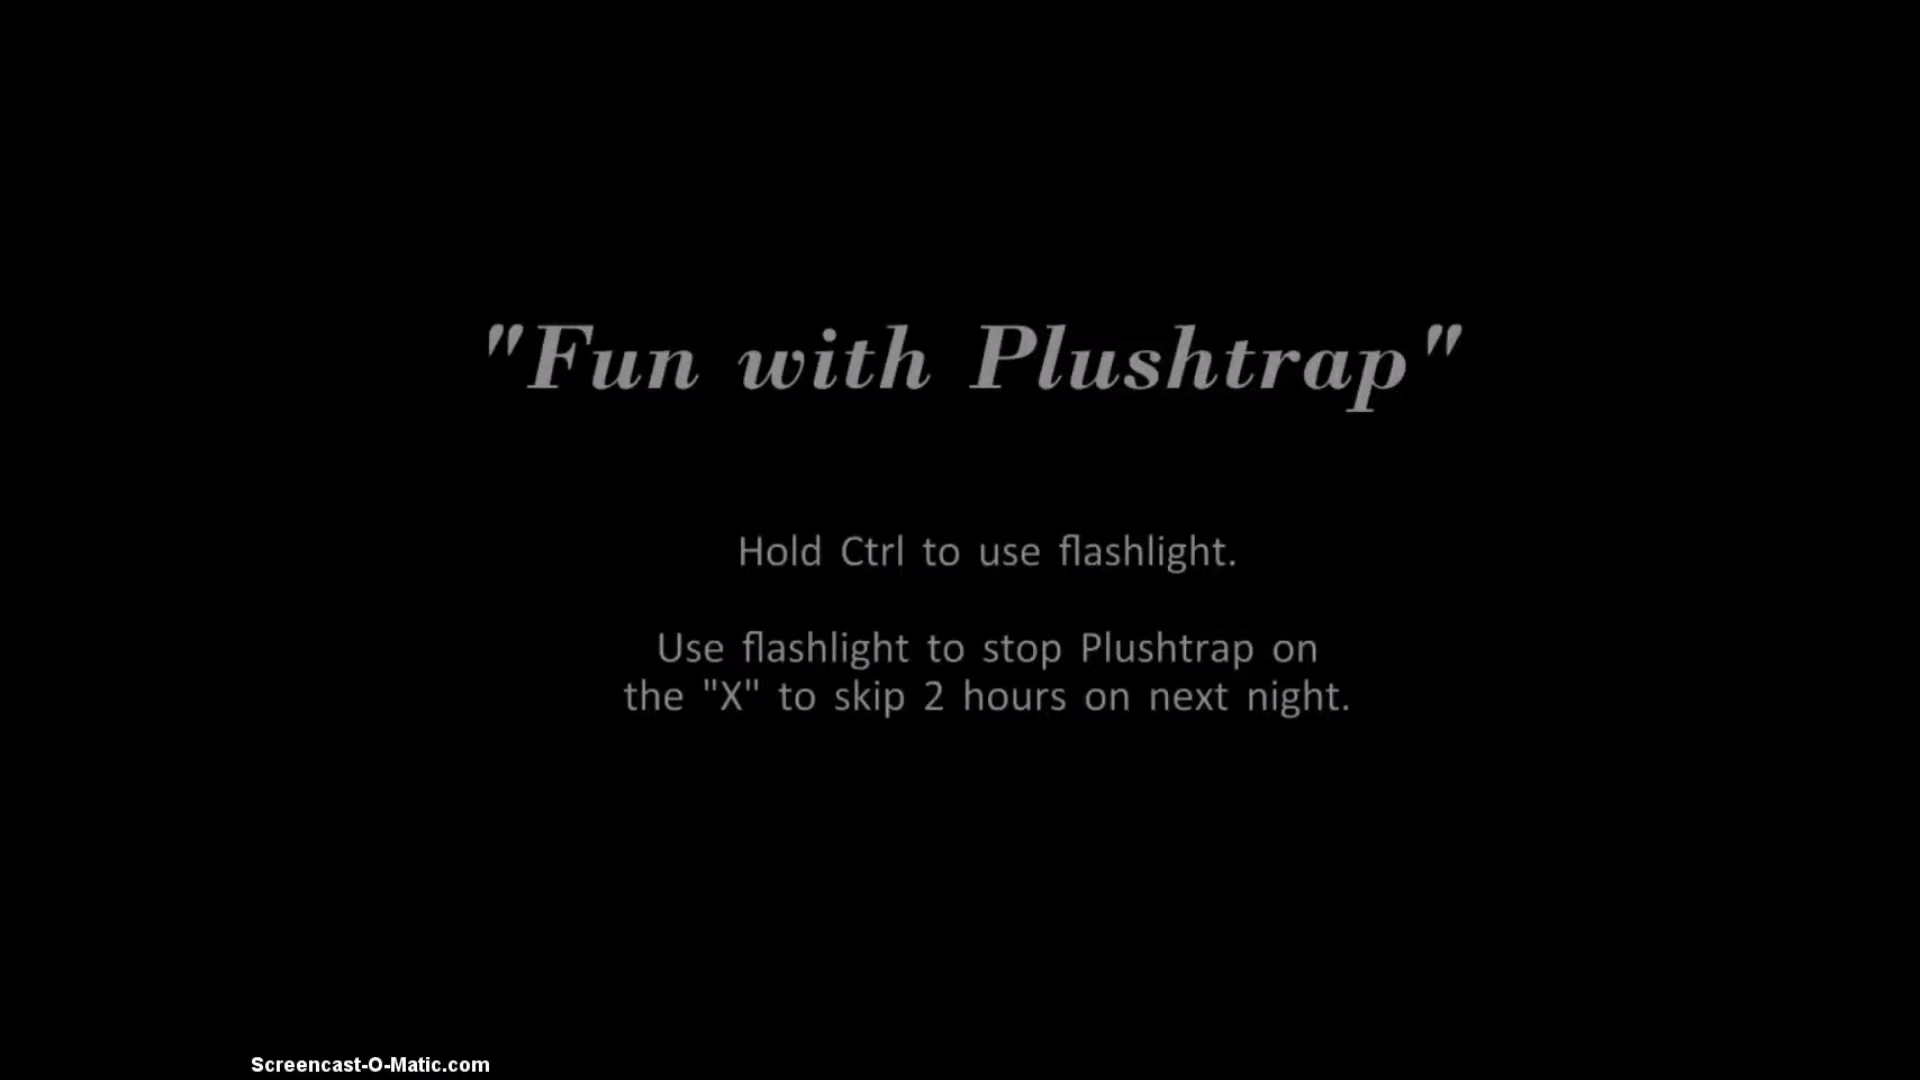 "Fun with Plushtrap"
Hold Ctrl to use flashlight.
Use flashlight to stop Plushtrap on
the "X" to skip 2 hours on next night.
Screencast-O-Matic.com